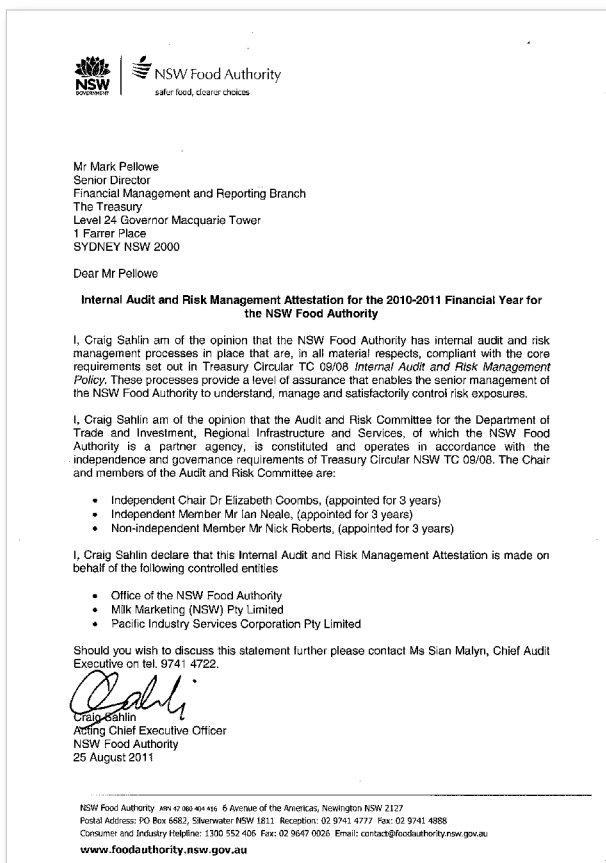 NSW
GOVERNMENT
NSW Food Authority
safer food, clearer choices
Mr Mark Pellowe
Senior Director
Financial Management and Reporting Branch
The Treasury
Level 24 Governor Macquarie Tower
1 Farrer Place
SYDNEY NSW 2000
Dear Mr Pellowe
Internal Audit and Risk Management Attestation for the 2010-2011 Financial Year for
the NSW Food Authority
I, Craig Sahlin am of the opinion that the NSW Food Authority has internal audit and risk
management processes in place that are, in all material respects, compliant with the core
requirements set out in Treasury Circular TC 09/08 Internal Audit and Risk Management
Policy. These processes provide a level of assurance that enables the senior management of
the NSW Food Authority to understand, manage and satisfactorily control risk exposures.
I, Craig Sahlin am of the opinion that the Audit and Risk Committee for the Department of
Trade and Investment, Regional Infrastructure and Services, of which the NSW Food
Authority is a partner agency, is constituted and operates in accordance with the
independence and governance requirements of Treasury Circular NSW TC 09/08. The Chair
and members of the Audit and Risk Committee are:
• Independent Chair Dr Elizabeth Coombs, (appointed for 3 years)
• Independent Member Mr Ian Neale, (appointed for 3 years)
• Non-independent Member Mr Nick Roberts, (appointed for 3 years)
I, Craig Sahlin declare that this Internal Audit and Risk Management Attestation is made on
behalf of the following controlled entities
• Office of the NSW Food Authority
• Milk Marketing (NSW) Pty Limited
• Pacific Industry Services Corporation Pty Limited
Should you wish to discuss this statement further please contact Ms Sian Malyn, Chief Audit
Executive on tel. 9741 4722.
Craig Sahlin
Acting Chief Executive Officer
NSW Food Authority
25 August 2011
NSW Food Authority ABN 47 080 404 416 6 Avenue of the Americas, Newington NSW 2127
Postal Address: PO Box 6682, Silverwater NSW 1811 Reception: 02 9741 4777 Fax: 02 9741 4888
Consumer and Industry Helpline: 1300 552 406 Fax: 02 9647 0026 Email: contact@foodauthority.nsw.gov.au
www.foodauthority.nsw.gov.au